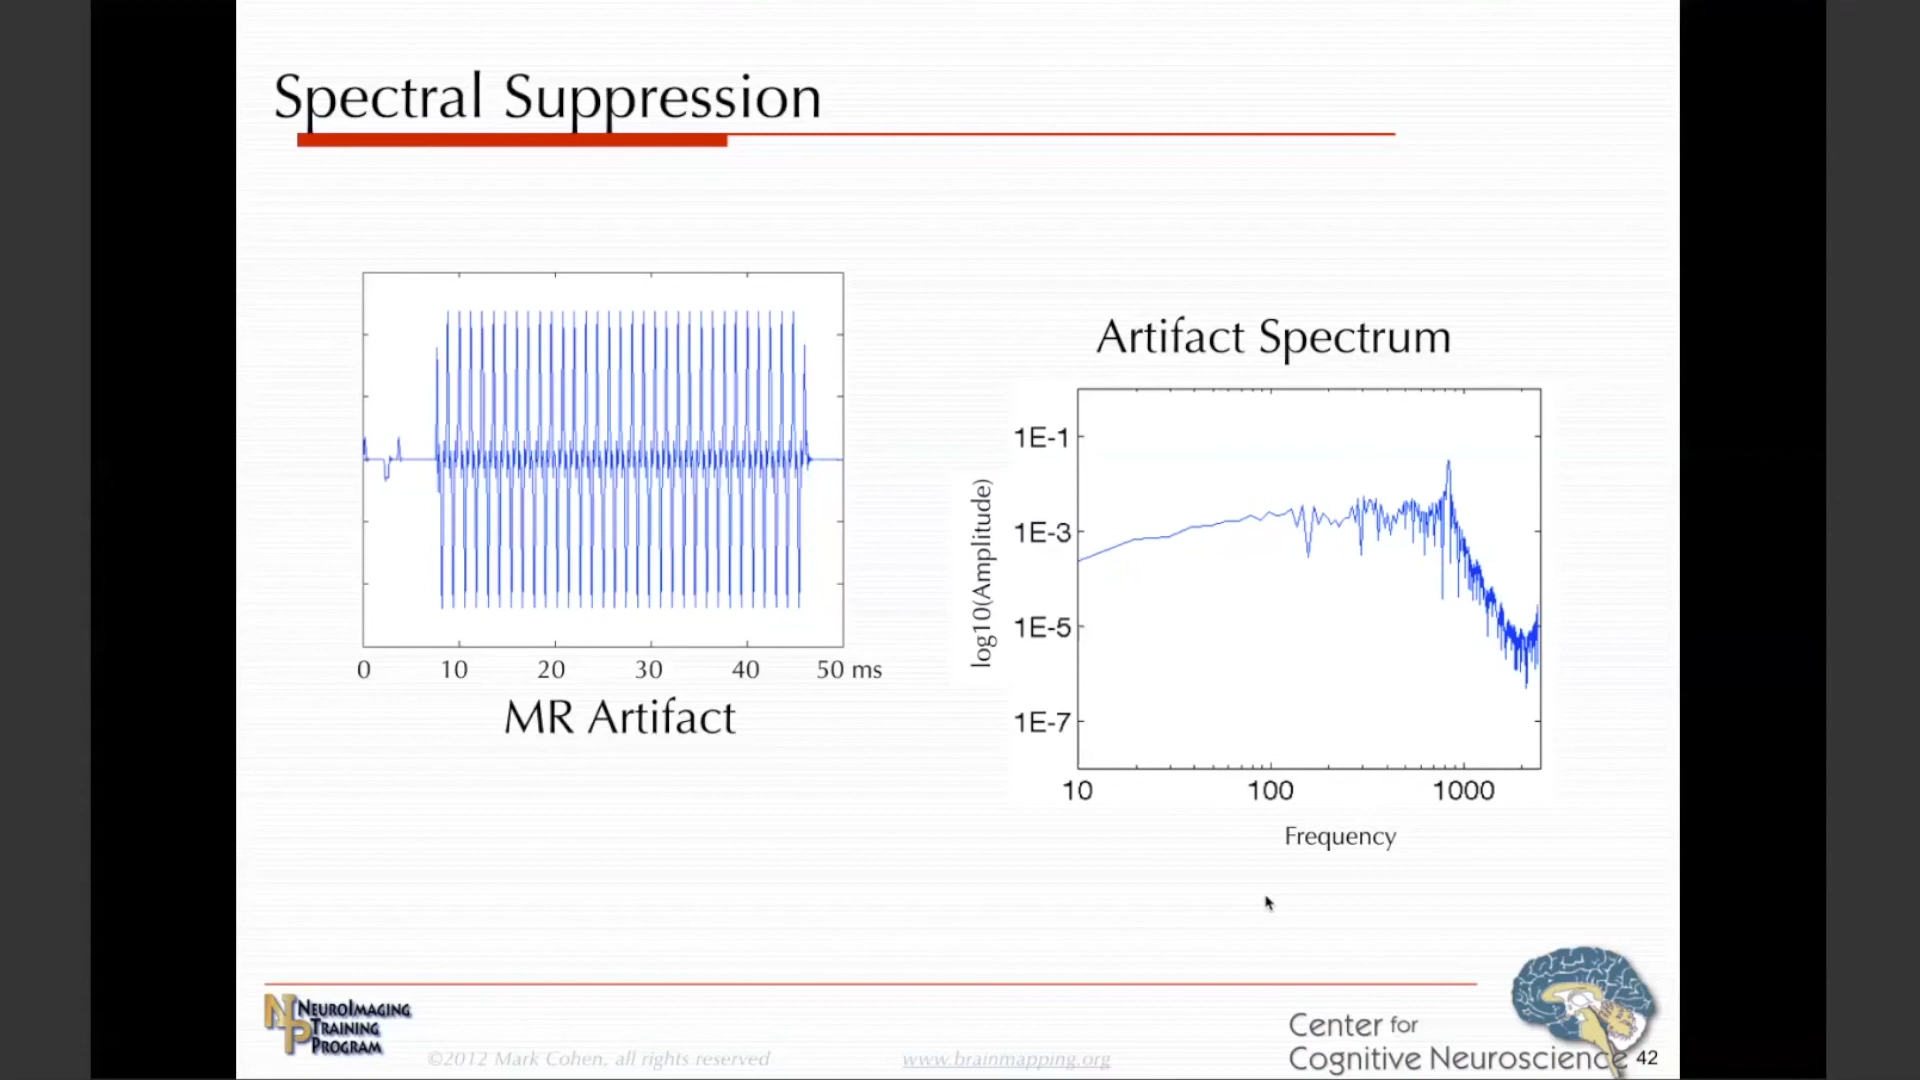 Spectral Suppression
0 10 20 30 40 50 ms
MR Artifact
Artifact Spectrum
log10(Amplitude)
1E-1
1E-3
1E-5
1E-7
10 100 1000
Frequency
NEUROIMAGING
TRAINING
PROGRAM
NTP
©2012 Mark Cohen, all rights reserved
www.brainmapping.org
Center for
Cognitive Neuroscience
42